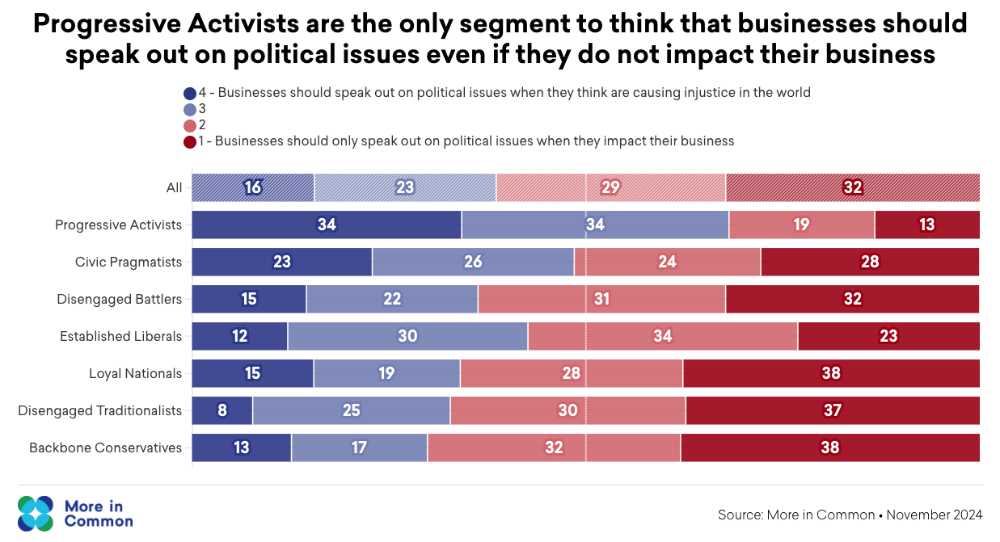 Progressive Activists are the only segment to think that businesses should
speak out on political issues even if they do not impact their business
4 - Businesses should speak out on political issues when they think are causing injustice in the world
3
2
1 - Businesses should only speak out on political issues when they impact their business
All 16 23 29 32
Progressive Activists 34 34 19 13
Civic Pragmatists 23 26 24 28
Disengaged Battlers 15 22 31 32
Established Liberals 12 30 34 23
Loyal Nationals 15 19 28 38
Disengaged Traditionalists 8 25 30 37
Backbone Conservatives 13 17 32 38
More in
Common
Source: More in Common • November 2024